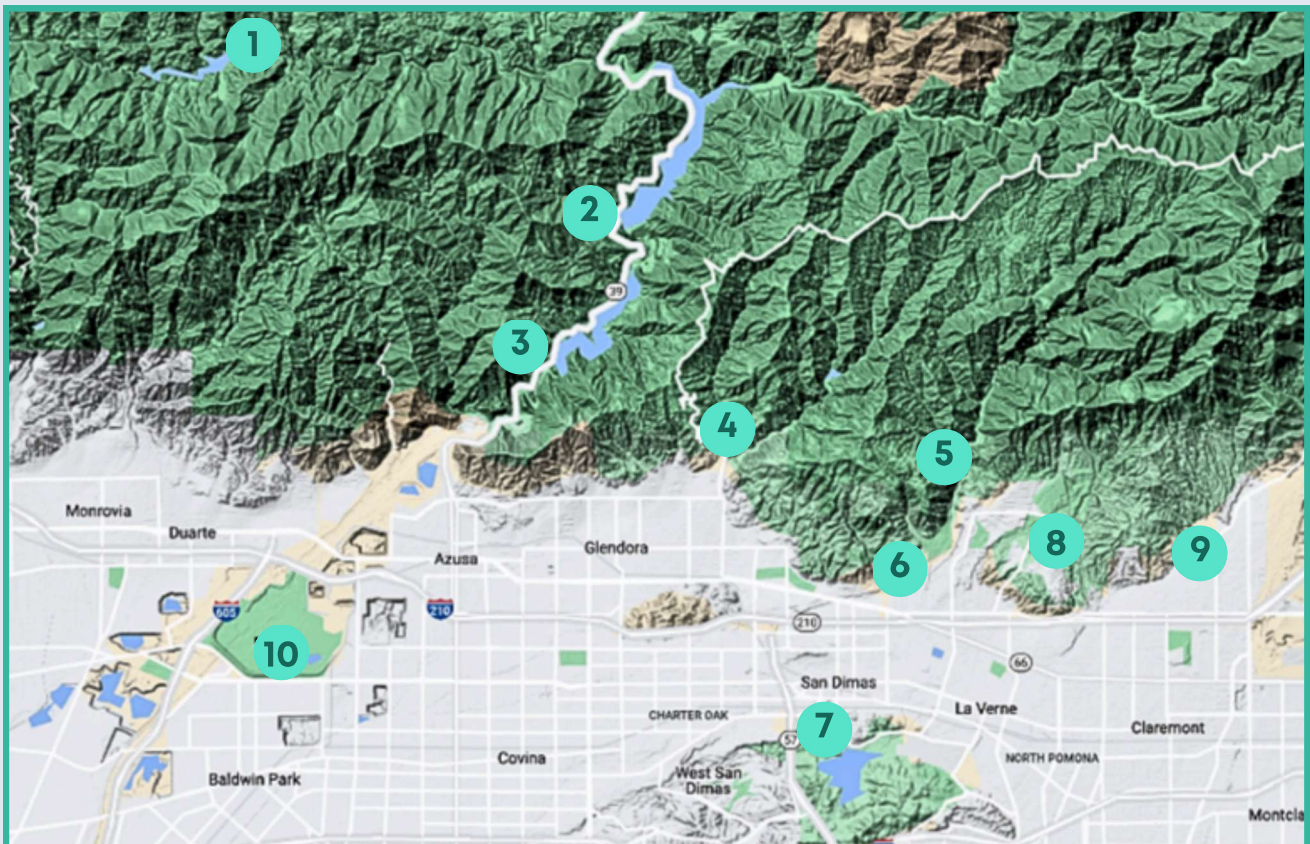 1
2
39
3
4
5
Monrovia
Duarte
Azusa
Glendora
8
9
6
605
210
210
10
66
San Dimas
La Verne
CHARTER OAK
Claremont
7
57
Covina
NORTH POMONA
West San
Dimas
Baldwin Park
Montcla